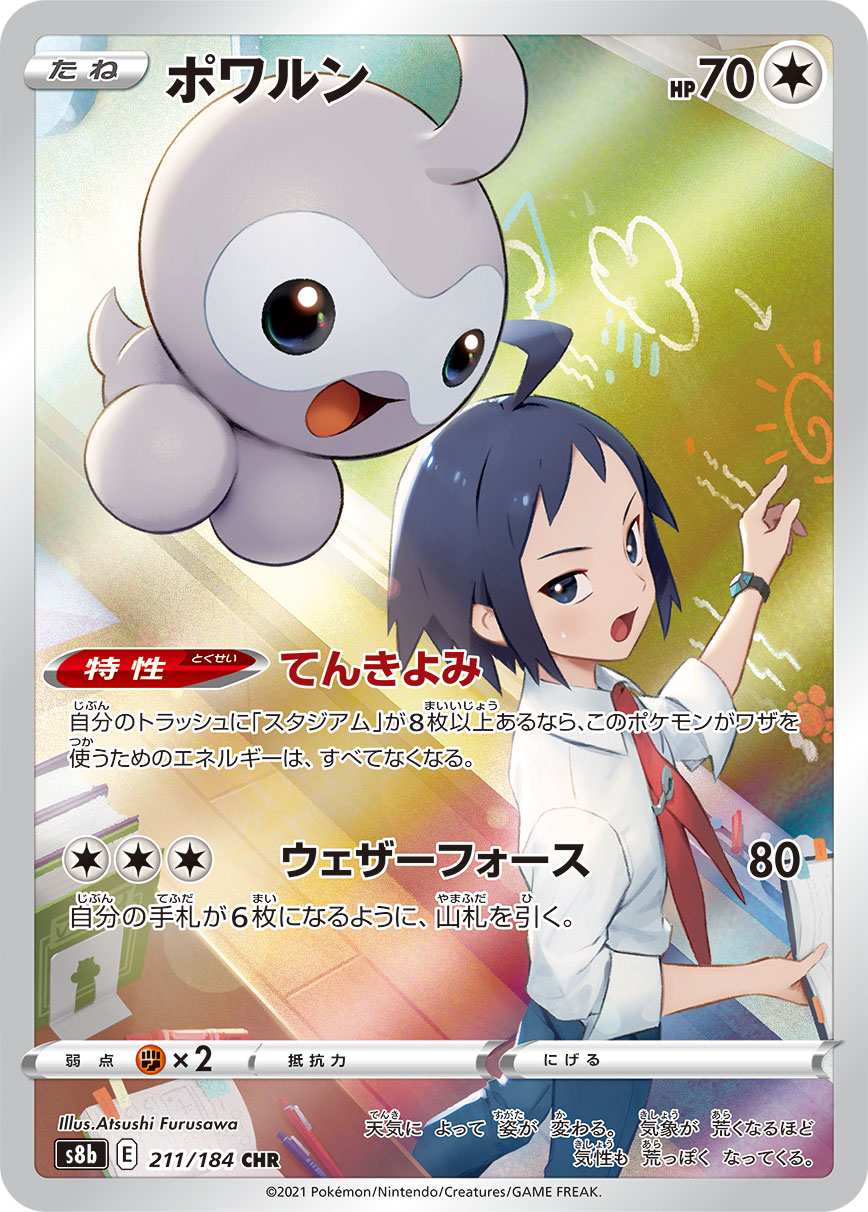 たね ポワルン HP70
特性 とくせい てんきよみ
じぶん まいいじょう
自分のトラッシュに「スタジアム」が8枚以上あるなら、このポケモンがワザを
つか
使うためのエネルギーは、すべてなくなる。
ウェザーフォース 80
じぶん てふだ まい やまふだ ひ
自分の手札が6枚になるように、山札を引く。
弱点 ×2 抵抗力 にげる
Illus.Atsushi Furusawa
てんき すがた か きしょう あら
天気に よって 姿が 変わる。 気象が 荒くなるほど
きしょう あら
気性も 荒っぽく なってくる。
s8b E 211/184 CHR
©2021 Pokémon/Nintendo/Creatures/GAME FREAK.